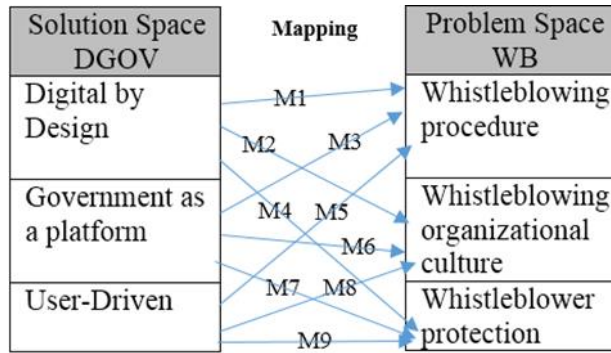 Solution Space
DGOV
Digital by
Design
Government as
a platform
User-Driven
Mapping
M1
M2
M3
M4
M5
M6
M7
M8
M9
Problem Space
WB
Whistleblowing
procedure
Whistleblowing
organizational
culture
Whistleblower
protection